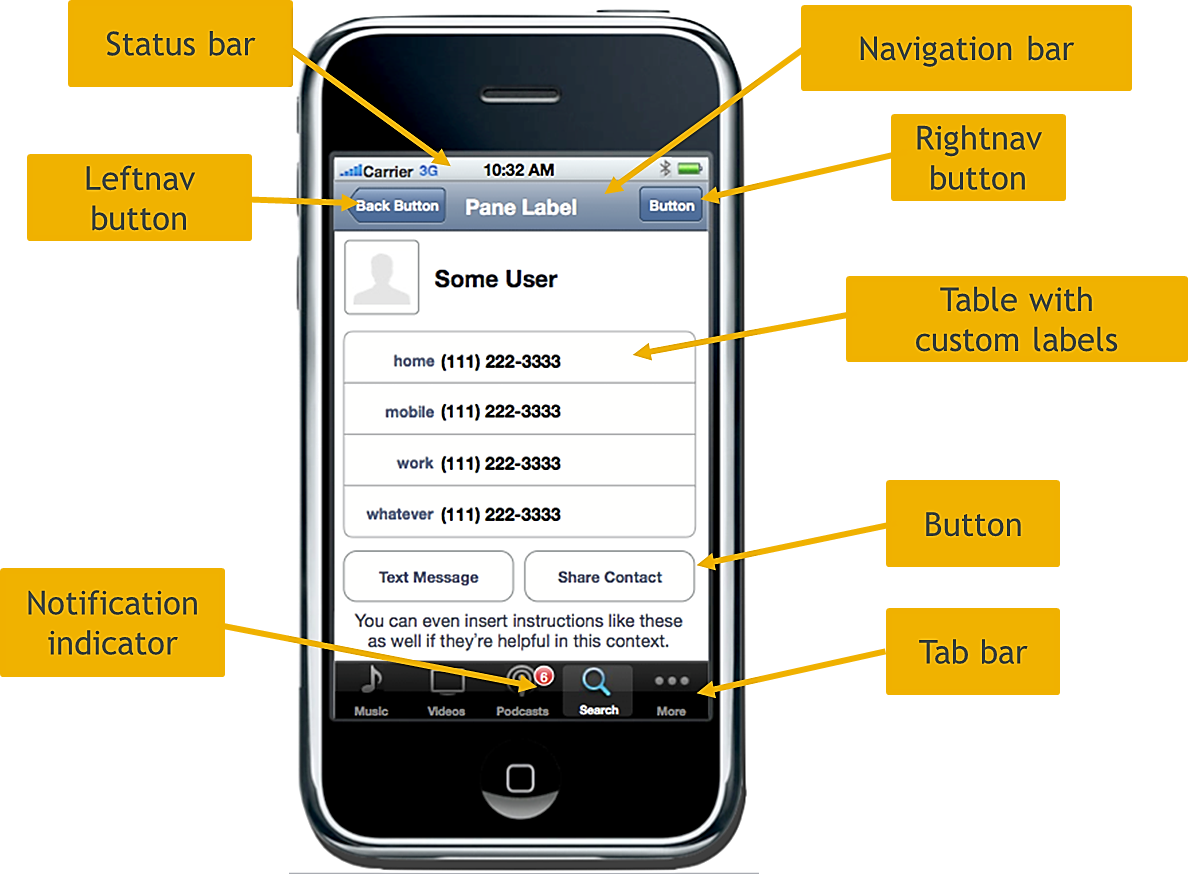 Status bar
Navigation bar
Rightnav
button
Leftnav
button
Carrier 3G 10:32 AM
Back Button Pane Label Button
Some User
Table with
custom labels
home (111) 222-3333
mobile (111) 222-3333
work (111) 222-3333
whatever (111) 222-3333
Button
Text Message Share Contact
Notification
indicator
You can even insert instructions like these
as well if they're helpful in this context.
Tab bar
6
Music Videos Podcasts Search More